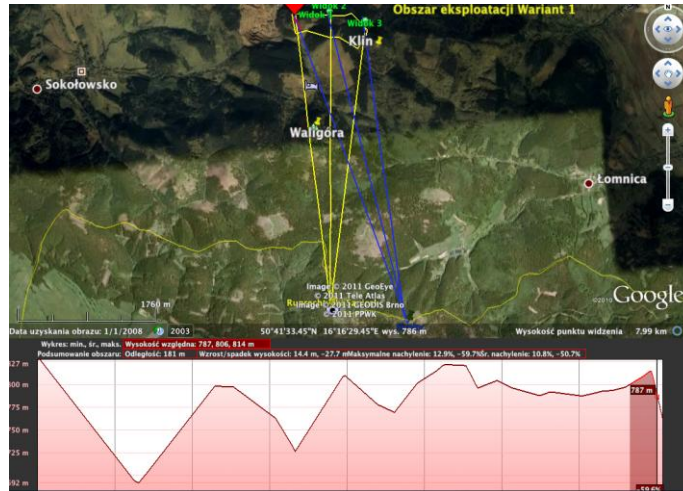 Obszar eksploatacji Wariant 1
N
Widok 2
Widok 3
Klin
Sokołowsko
Waligóra
Łomnica
Image © 2011 GeoEye
© 2011 Tele Atlas
Image © 2011 GEODIS Brno
© 2011 PPWK
1760 m
©2010 Google
Data uzyskania obrazu: 1/1/2008 2003 50°41'33.45"N 16°16'29.45"E wys. 786 m Wysokość punktu widzenia 7.99 km
Wykres: min., śr., maks. Wysokość względna: 787, 806, 814 m
Podsumowanie obszaru: Odległość: 181 m Wzrost/spadek wysokości: 14.4 m, -27.7 m Maksymalne nachylenie: 12.9%, -59.7% Śr. nachylenie: 10.8%, -50.7%
827 m
800 m
787 m
775 m
750 m
725 m
692 m
-59.6%